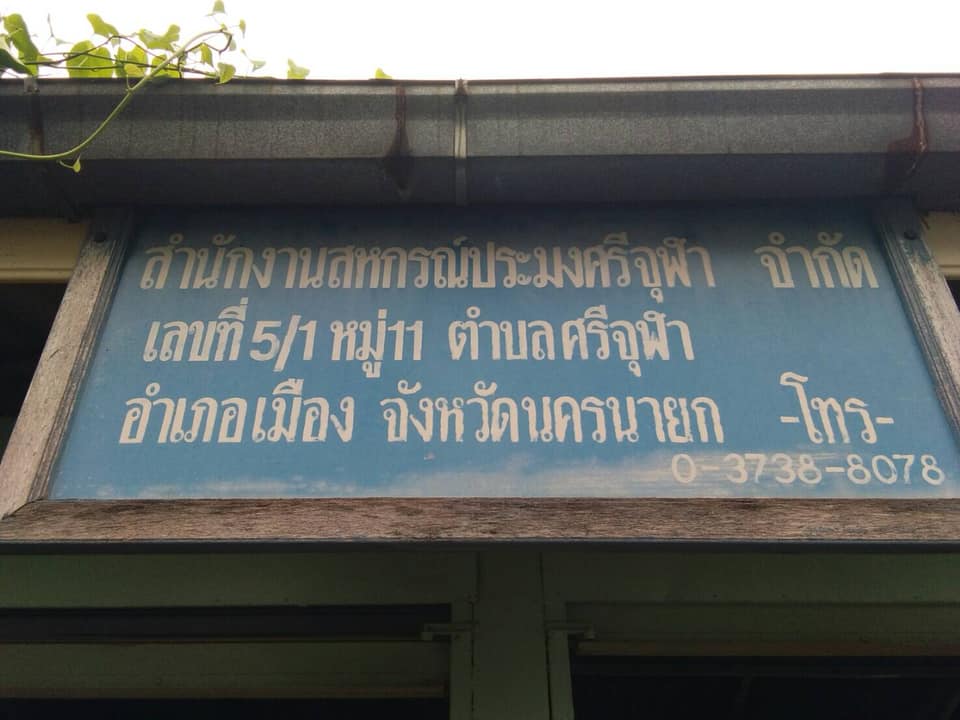 สำนักงานสหกรณ์ประมงศรีจุฬา จำกัด
เลขที่ 5/1 หมู่11 ตำบลศรีจุฬา
อำเภอเมือง จังหวัดนครนายก -โทร-
0-3738-8078